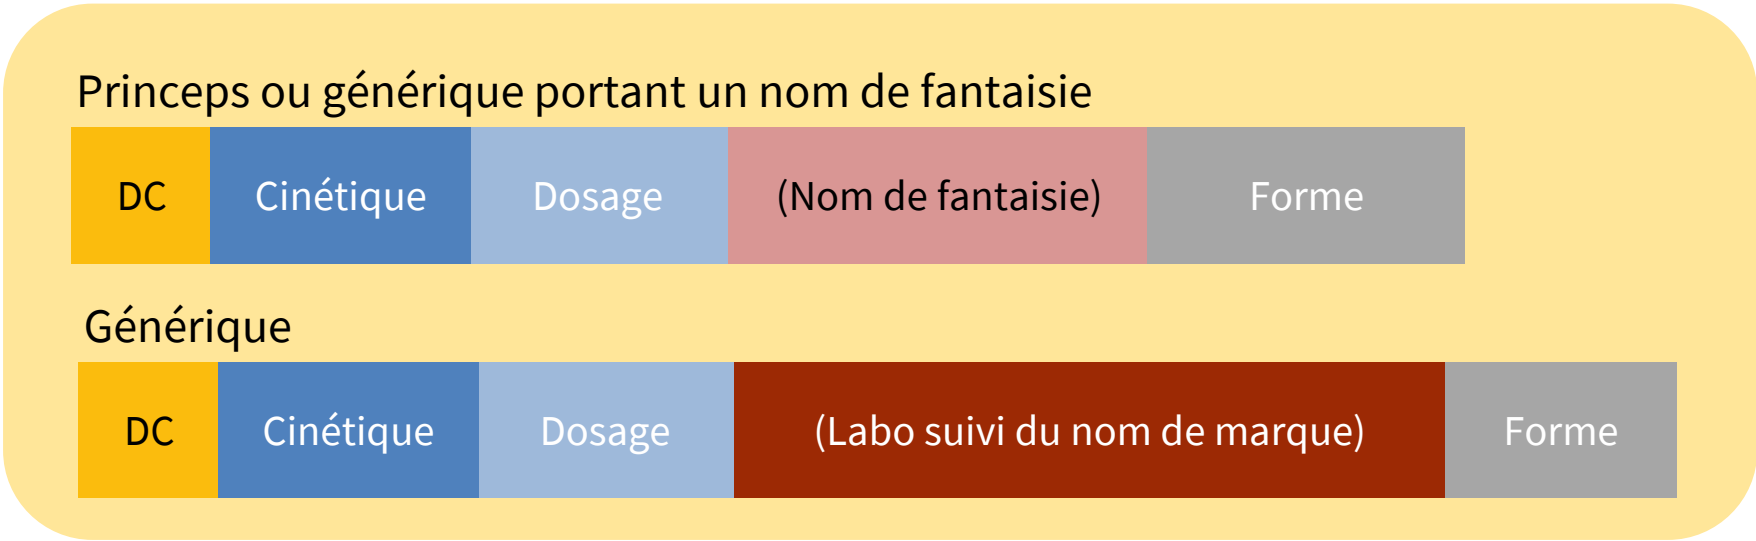 Princeps ou générique portant un nom de fantaisie
DC Cinétique Dosage (Nom de fantaisie) Forme
Générique
DC Cinétique Dosage (Labo suivi du nom de marque) Forme